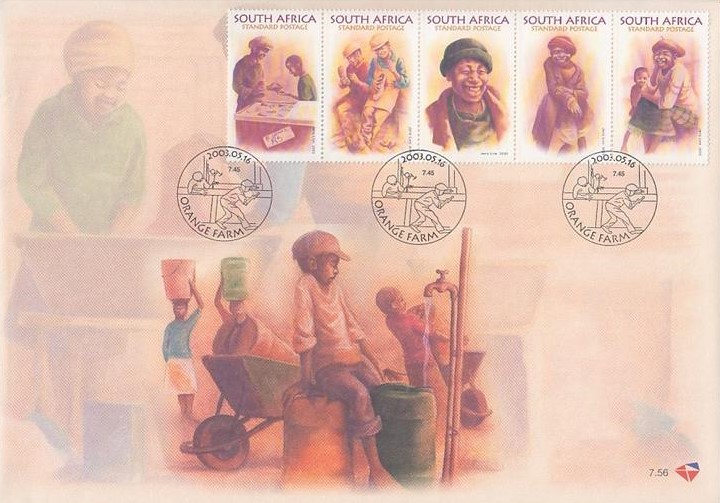 SOUTH AFRICA
STANDARD POSTAGE
SOUTH AFRICA
STANDARD POSTAGE
SOUTH AFRICA
STANDARD POSTAGE
SOUTH AFRICA
STANDARD POSTAGE
SOUTH AFRICA
STANDARD POSTAGE
2003.05.16
7.45
ORANGE FARM
2003.05.16
7.45
ORANGE FARM
2003.05.16
7.45
ORANGE FARM
7.56